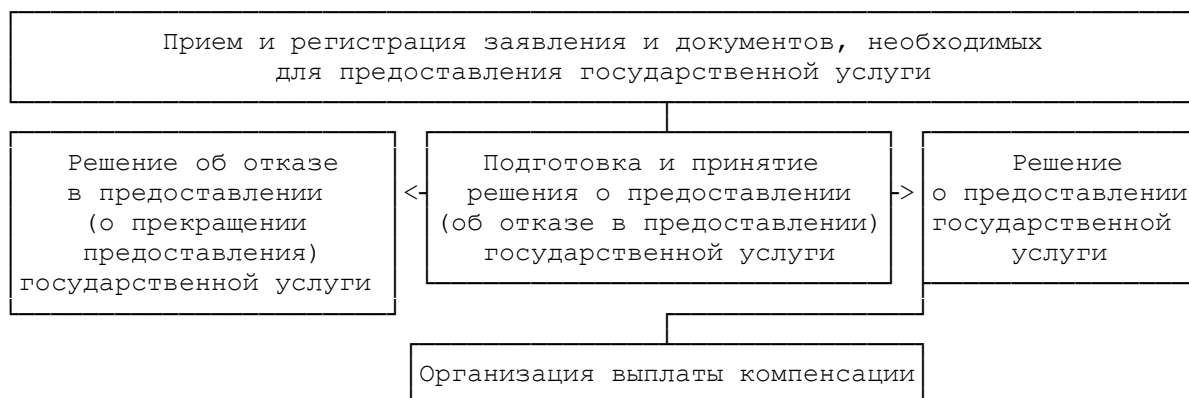 Прием и регистрация заявления и документов, необходимых
для предоставления государственной услуги
Решение об отказе
в предоставлении
(о прекращении
предоставления)
государственной услуги
<-
Подготовка и принятие
решения о предоставлении
(об отказе в предоставлении)
государственной услуги
->
Решение
о предоставлении
государственной
услуги
Организация выплаты компенсации